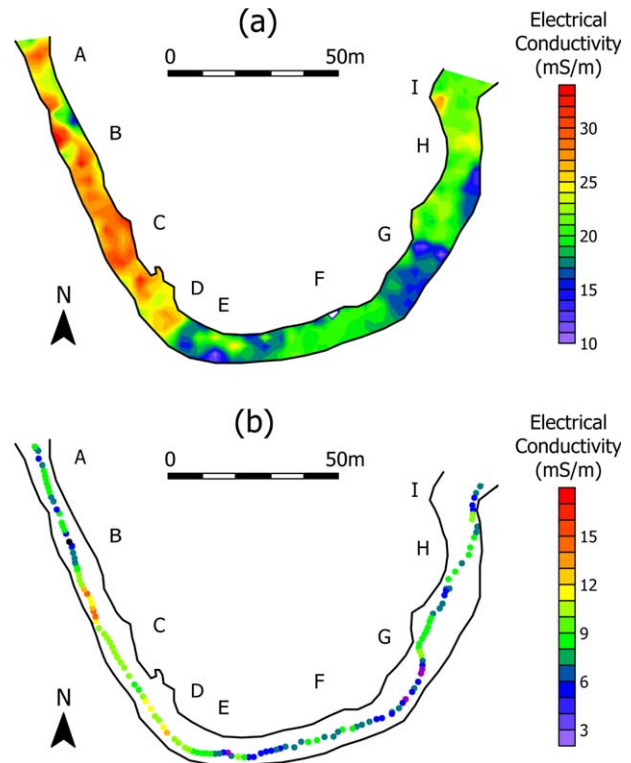 (a)
Electrical
Conductivity
(mS/m)
0 50m
A
B
C
D
E
F
G
H
I
N
30
25
20
15
10
(b)
Electrical
Conductivity
(mS/m)
0 50m
A
B
C
D
E
F
G
H
I
N
15
12
9
6
3